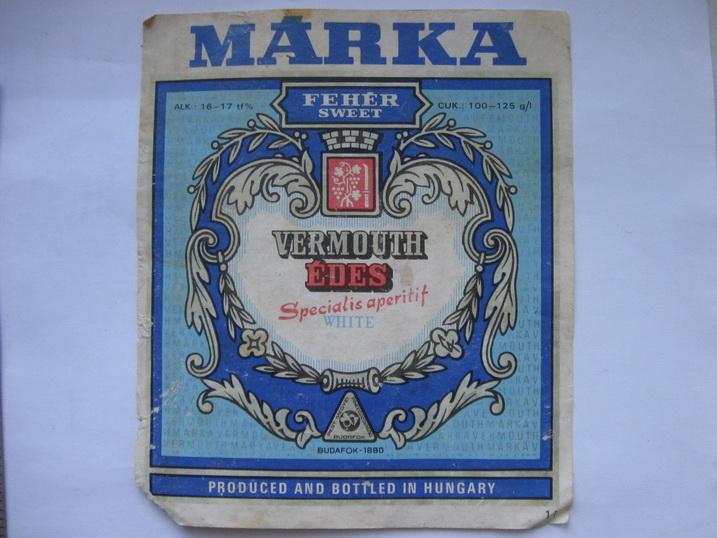 MÁRKA
FEHÉR
SWEET
ALK.: 16-17 tf%
CUK.: 100-125 g/l
VERMOUTH
ÉDES
Speciális aperitif
WHITE
BUDAFOK
BUDAFOK-1880
PRODUCED AND BOTTLED IN HUNGARY